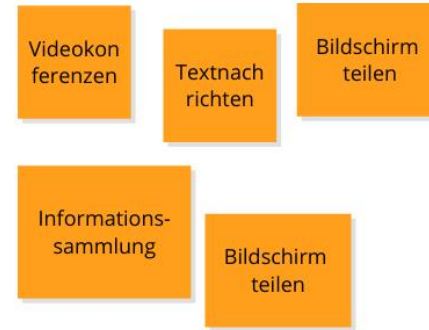 Videokon
ferenzen
Textnach
richten
Bildschirm
teilen
Informations-
sammlung
Bildschirm
teilen